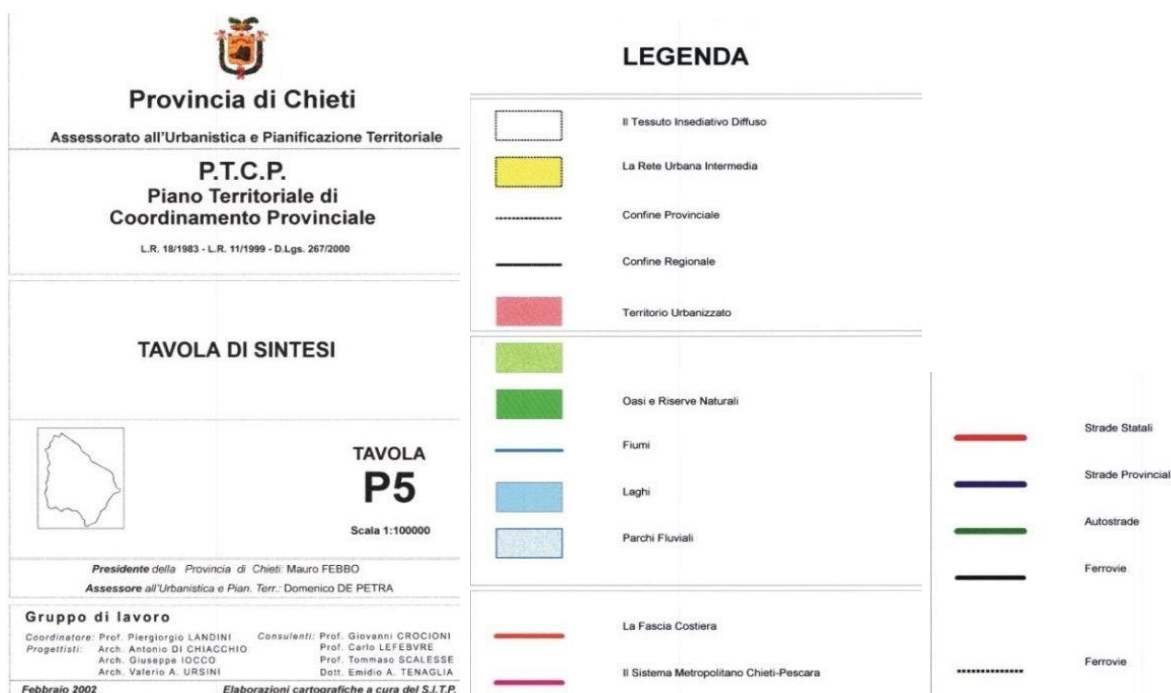 Provincia di Chieti
Assessorato all'Urbanistica e Pianificazione Territoriale
P.T.C.P.
Piano Territoriale di
Coordinamento Provinciale
L.R. 18/1983 - L.R. 11/1999 - D.Lgs. 267/2000
TAVOLA DI SINTESI
TAVOLA
P5
Scala 1:100000
Presidente della Provincia di Chieti: Mauro FEBBO
Assessore all'Urbanistica e Pian. Terr.: Domenico DE PETRA
Gruppo di lavoro
Coordinatore: Prof. Piergiorgio LANDINI
Progettisti: Arch. Antonio DI CHIACCHIO
Arch. Giuseppe IOCCO
Arch. Valerio A. URSINI
Consulenti: Prof. Giovanni CROCIONI
Prof. Carlo LEFEBVRE
Prof. Tommaso SCALESSE
Dott. Emidio A. TENAGLIA
Febbraio 2002 Elaborazioni cartografiche a cura del S.I.T.P.
LEGENDA
Il Tessuto Insediativo Diffuso
La Rete Urbana Intermedia
Confine Provinciale
Confine Regionale
Territorio Urbanizzato
Oasi e Riserve Naturali
Fiumi
Laghi
Parchi Fluviali
La Fascia Costiera
Il Sistema Metropolitano Chieti-Pescara
Strade Statali
Strade Provincial
Autostrade
Ferrovie
Ferrovie